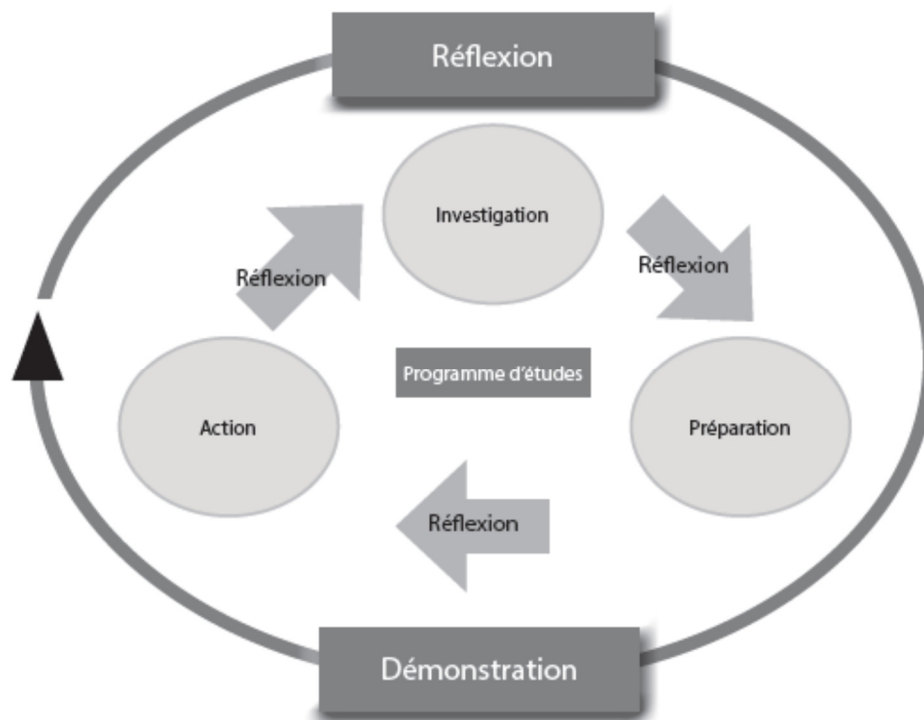 Réflexion
Investigation
Réflexion
Réflexion
Programme d'études
Action
Préparation
Réflexion
Démonstration